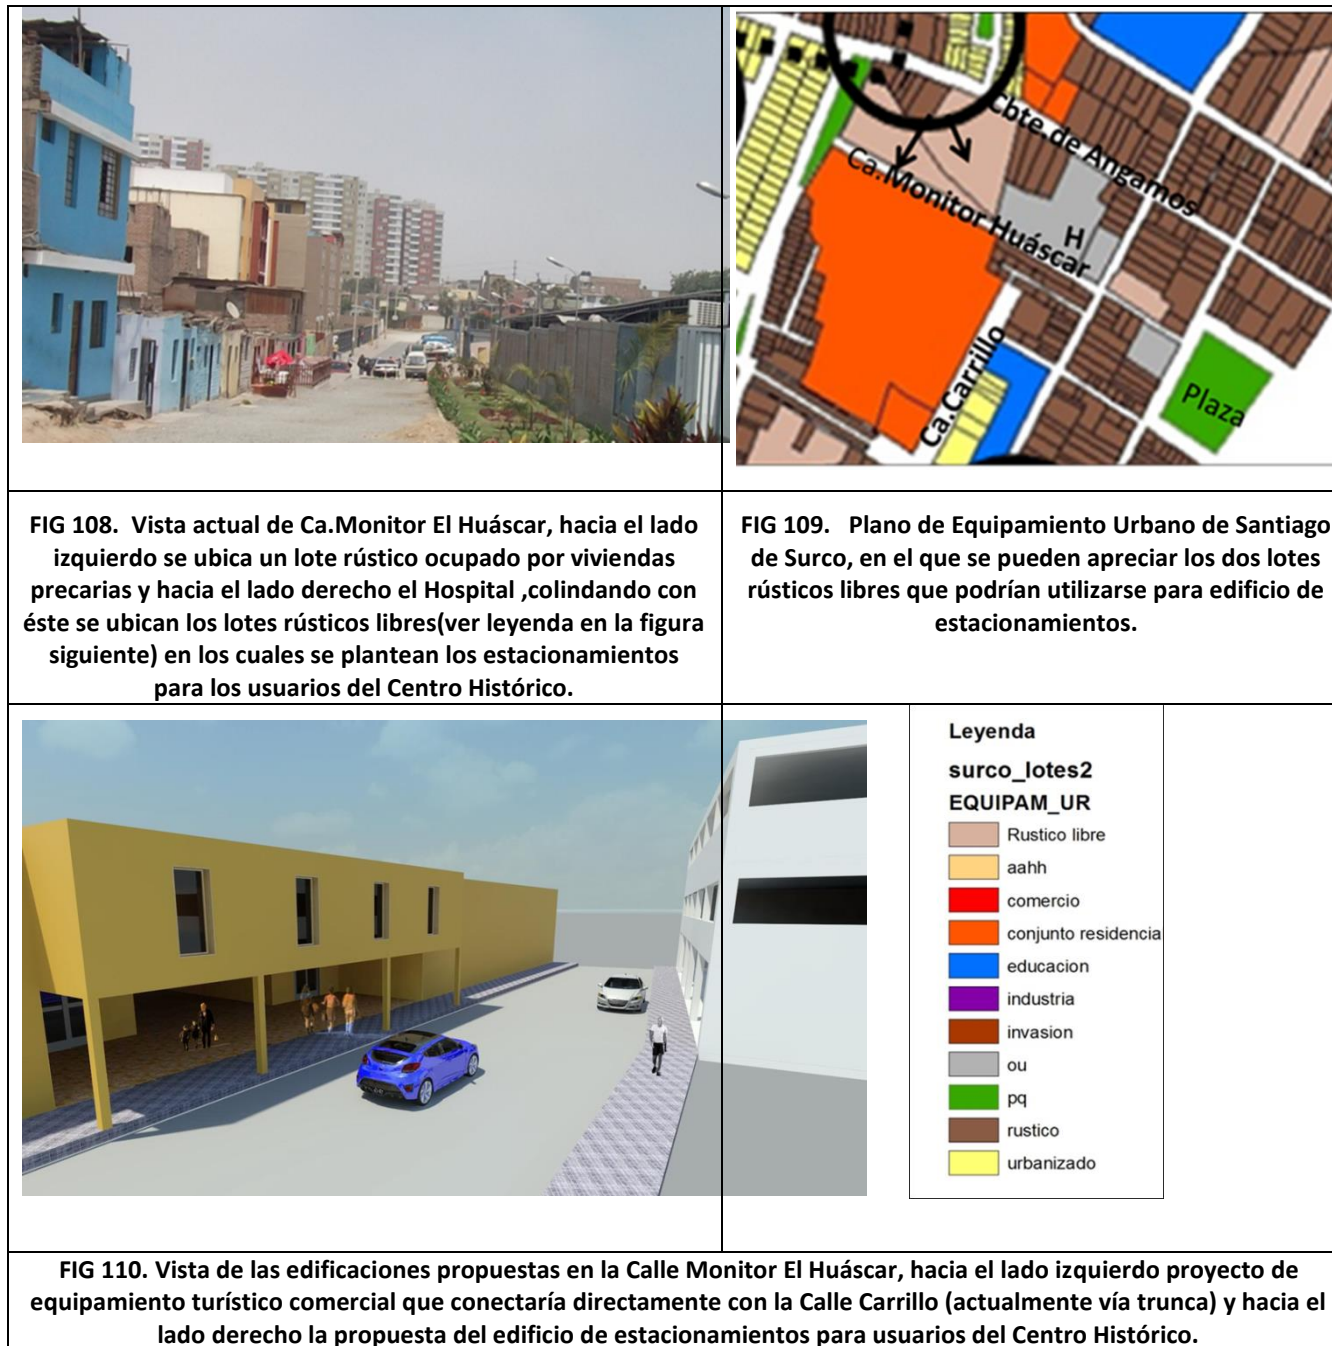 Cbte.de Angamos
Ca.Monitor Huáscar
H
Ca.Carrillo
Plaza
FIG 108.  Vista actual de Ca.Monitor El Huáscar, hacia el lado
izquierdo se ubica un lote rústico ocupado por viviendas
precarias y hacia el lado derecho el Hospital ,colindando con
éste se ubican los lotes rústicos libres(ver leyenda en la figura
siguiente) en los cuales se plantean los estacionamientos
para los usuarios del Centro Histórico.
FIG 109.   Plano de Equipamiento Urbano de Santiago
de Surco, en el que se pueden apreciar los dos lotes
rústicos libres que podrían utilizarse para edificio de
estacionamientos.
Leyenda
surco_lotes2
EQUIPAM_UR
Rustico libre
aahh
comercio
conjunto residencia
educacion
industria
invasion
ou
pq
rustico
urbanizado
FIG 110. Vista de las edificaciones propuestas en la Calle Monitor El Huáscar, hacia el lado izquierdo proyecto de
equipamiento turístico comercial que conectaría directamente con la Calle Carrillo (actualmente vía trunca) y hacia el
lado derecho la propuesta del edificio de estacionamientos para usuarios del Centro Histórico.